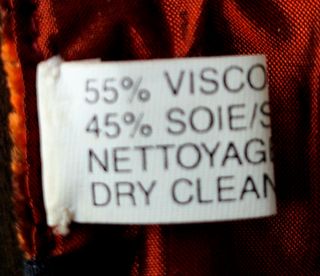 55% VISCO
45% SOIE/S
NETTOYAGE
DRY CLEAN